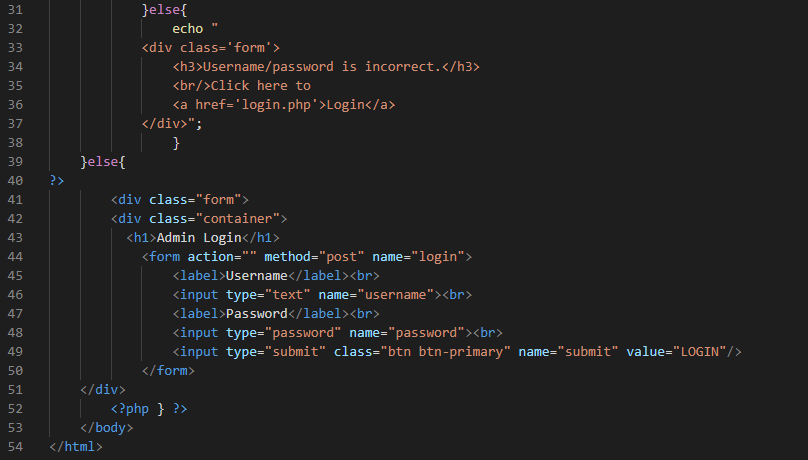 31 }else{
32 echo "
33 <div class='form'>
34 <h3>Username/password is incorrect.</h3>
35 <br/>Click here to
36 <a href='login.php'>Login</a>
37 </div>";
38 }
39 }else{
40 ?>
41 <div class="form">
42 <div class="container">
43 <h1>Admin Login</h1>
44 <form action="" method="post" name="login">
45 <label>Username</label><br>
46 <input type="text" name="username"><br>
47 <label>Password</label><br>
48 <input type="password" name="password"><br>
49 <input type="submit" class="btn btn-primary" name="submit" value="LOGIN"/>
50 </form>
51 </div>
52 <?php } ?>
53 </body>
54 </html>